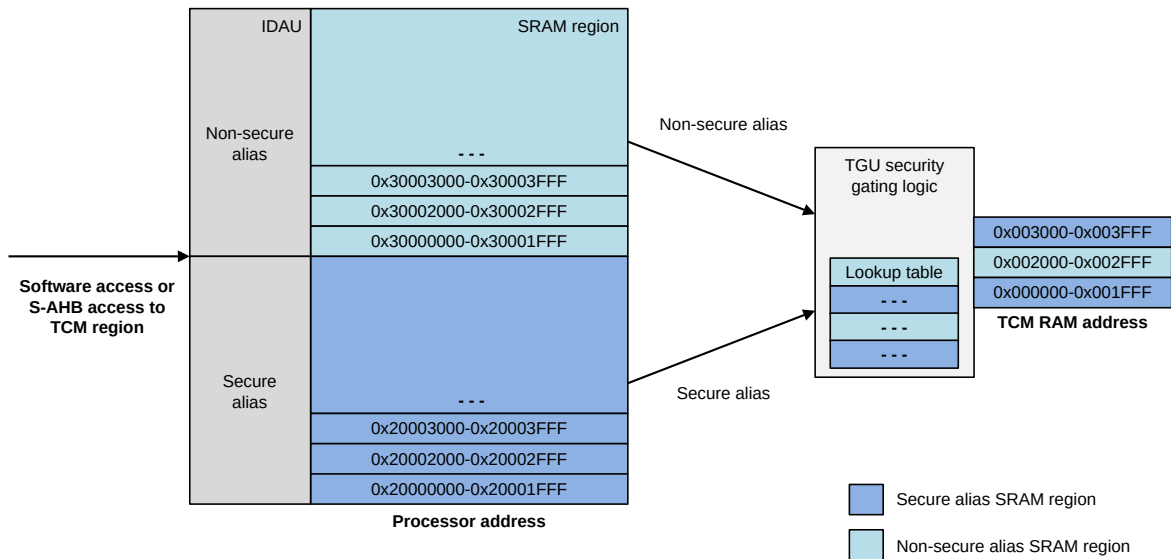 IDAU
SRAM region
Non-secure
alias
- - -
0x30003000-0x30003FFF
0x30002000-0x30002FFF
0x30000000-0x30001FFF
Software access or
S-AHB access to
TCM region
Secure
alias
- - -
0x20003000-0x20003FFF
0x20002000-0x20002FFF
0x20000000-0x20001FFF
Processor address
Non-secure alias
Secure alias
TGU security
gating logic
Lookup table
- - -
- - -
- - -
0x003000-0x003FFF
0x002000-0x002FFF
0x000000-0x001FFF
TCM RAM address
Secure alias SRAM region
Non-secure alias SRAM region